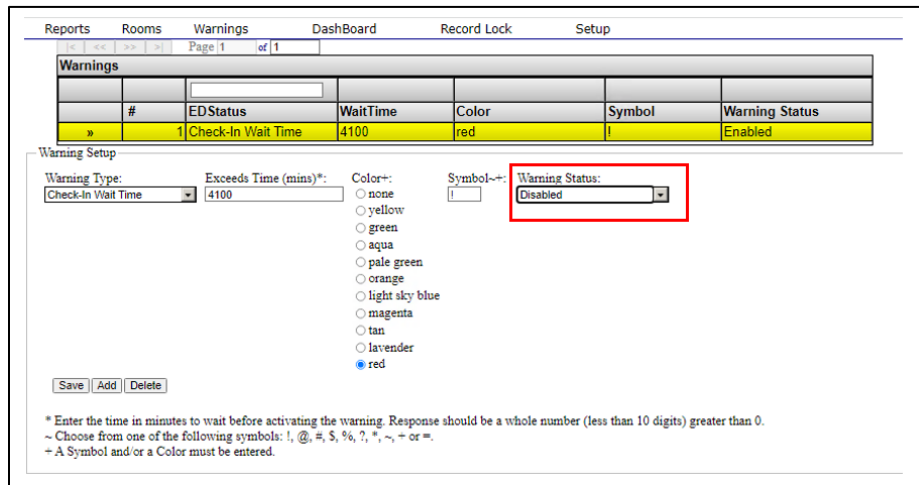 Reports Rooms Warnings DashBoard Record Lock Setup
|< << >> >| Page 1 of 1
Warnings
# EDStatus WaitTime Color Symbol Warning Status
» 1 Check-In Wait Time 4100 red ! Enabled
Warning Setup
Warning Type: Exceeds Time (mins)*: Color+: Symbol~+: Warning Status:
Check-In Wait Time 4100 none ! Disabled
yellow
green
aqua
pale green
orange
light sky blue
magenta
tan
lavender
red
Save Add Delete
* Enter the time in minutes to wait before activating the warning. Response should be a whole number (less than 10 digits) greater than 0.
~ Choose from one of the following symbols: !, @, #, $, %, ?, *, ~, + or =.
+ A Symbol and/or a Color must be entered.